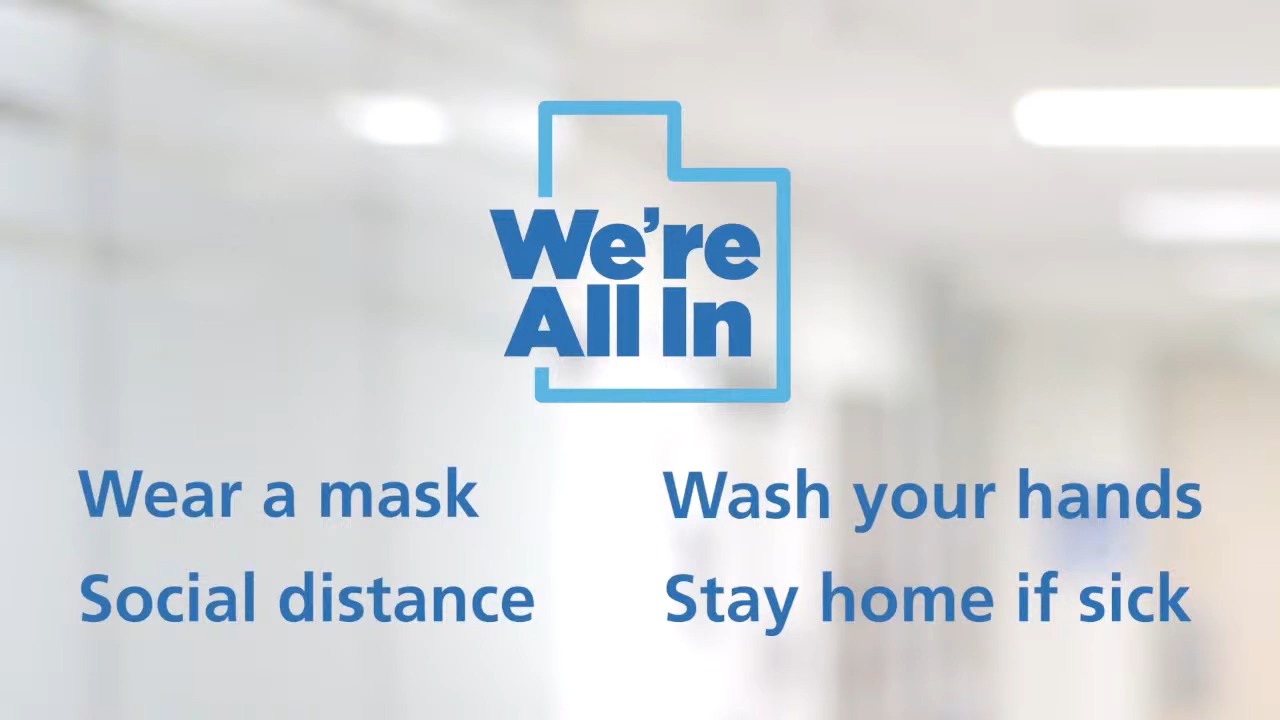 We're
All In
Wear a mask
Wash your hands
Social distance
Stay home if sick